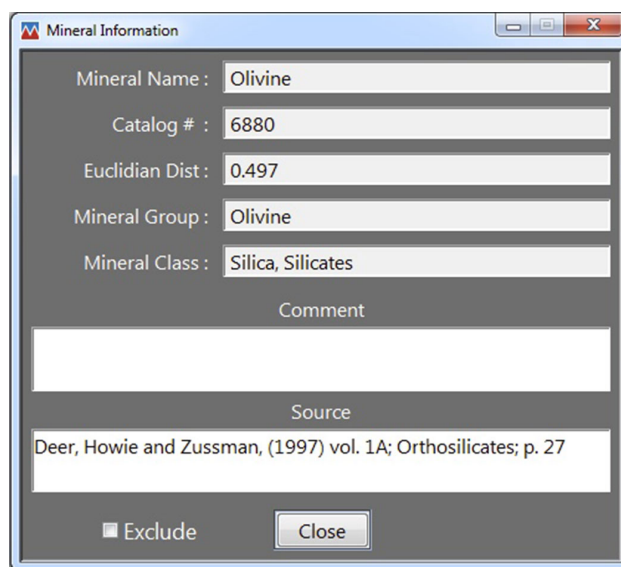 Mineral Information
Mineral Name : Olivine
Catalog # : 6880
Euclidian Dist : 0.497
Mineral Group : Olivine
Mineral Class : Silica, Silicates
Comment
Source
Deer, Howie and Zussman, (1997) vol. 1A; Orthosilicates; p. 27
Exclude Close